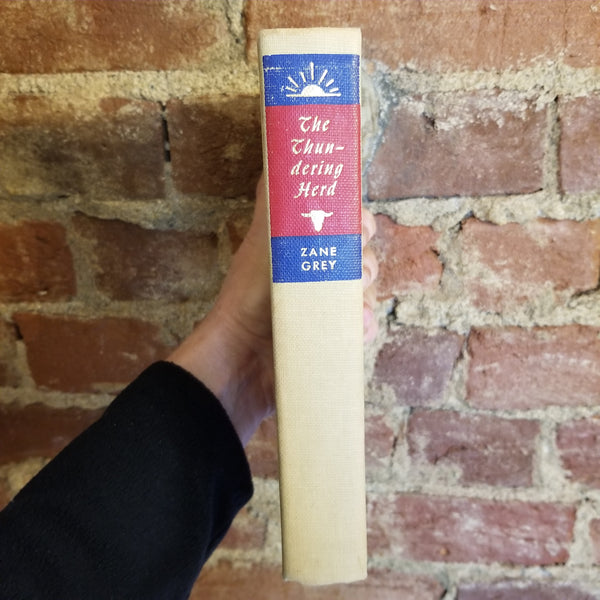 The
Thun-
dering
Herd
ZANE
GREY